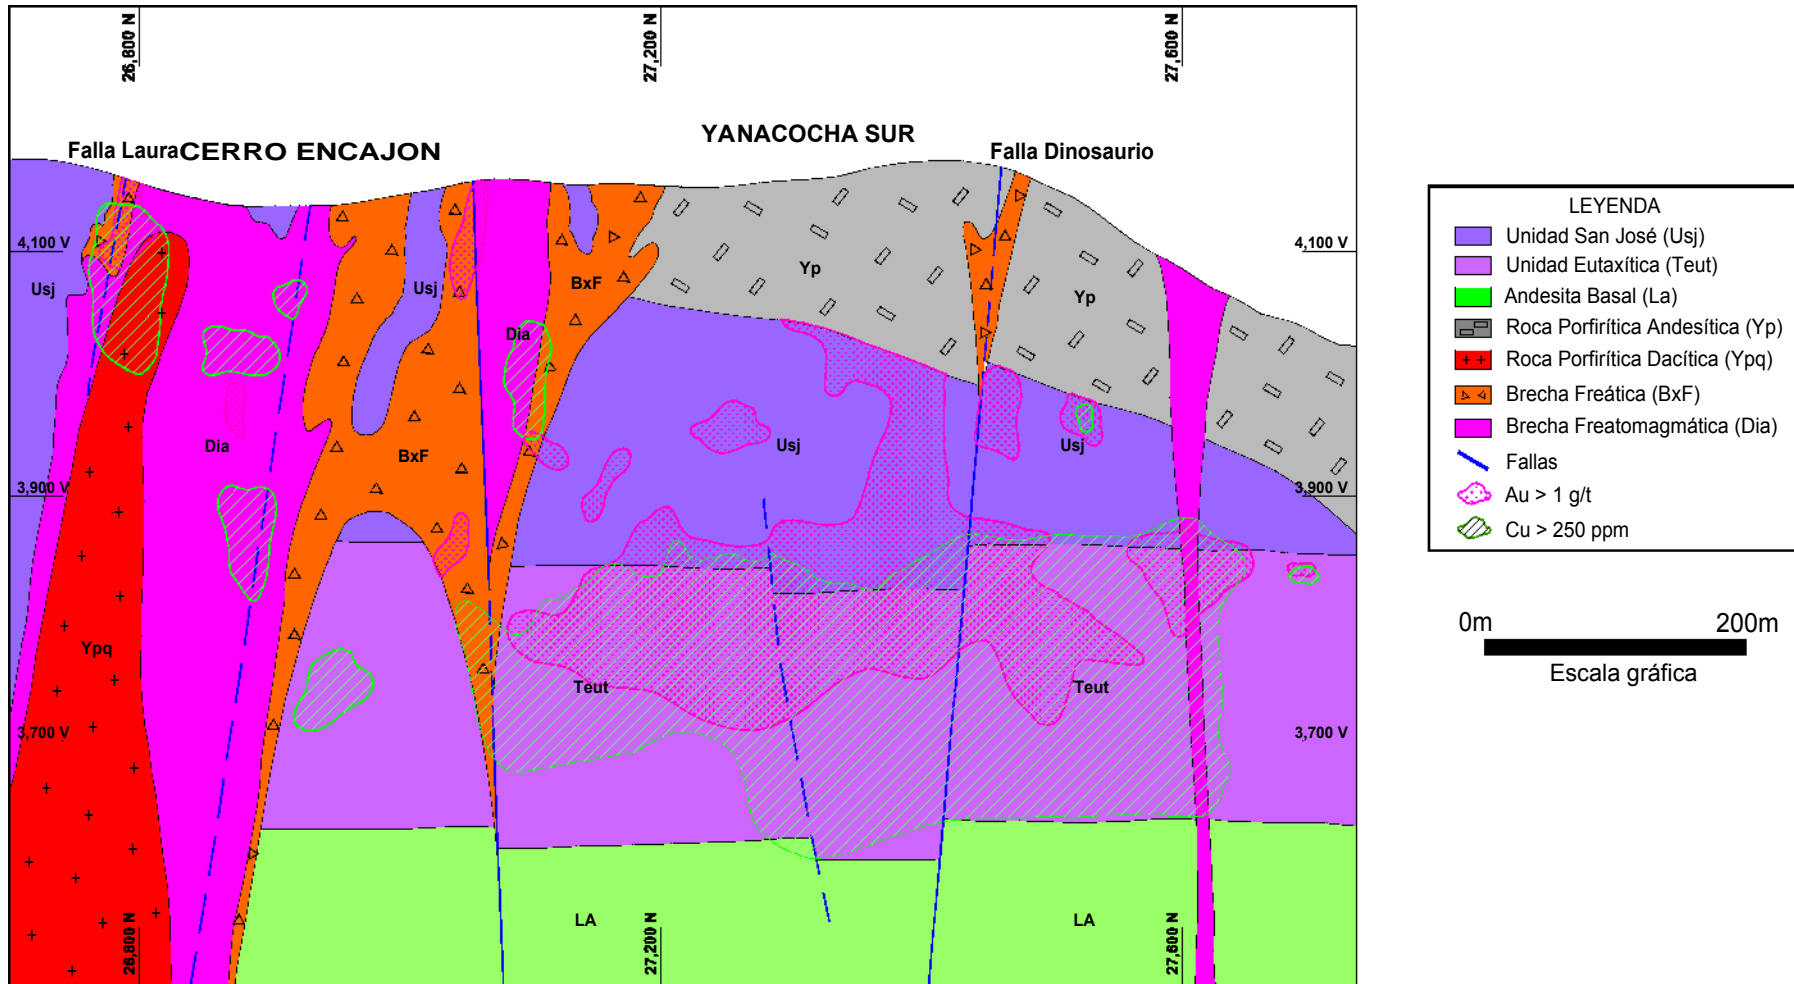 26,800 N
27,200 N
27,600 N
YANACOCHA SUR
Falla Laura CERRO ENCAJON
Falla Dinosaurio
4,100 V
4,100 V
Usj
Usj
BxF
Yp
Yp
Dia
Dia
BxF
Usj
Usj
3,900 V
3,900 V
Ypq
Teut
Teut
3,700 V
3,700 V
LA
LA
26,800 N
27,200 N
27,600 N
LEYENDA
Unidad San José (Usj)
Unidad Eutaxítica (Teut)
Andesita Basal (La)
Roca Porfirítica Andesítica (Yp)
Roca Porfirítica Dacítica (Ypq)
Brecha Freática (BxF)
Brecha Freatomagmática (Dia)
Fallas
Au > 1 g/t
Cu > 250 ppm
0m 200m
Escala gráfica